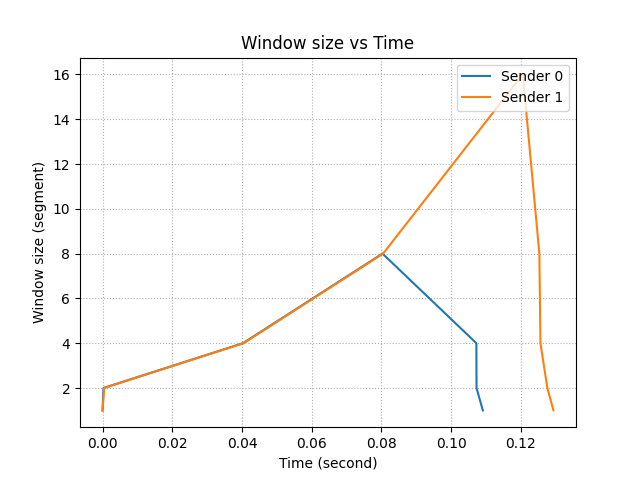 Window size vs Time
Sender 0
Sender 1
Window size (segment)
16
14
12
10
8
6
4
2
0.00 0.02 0.04 0.06 0.08 0.10 0.12
Time (second)